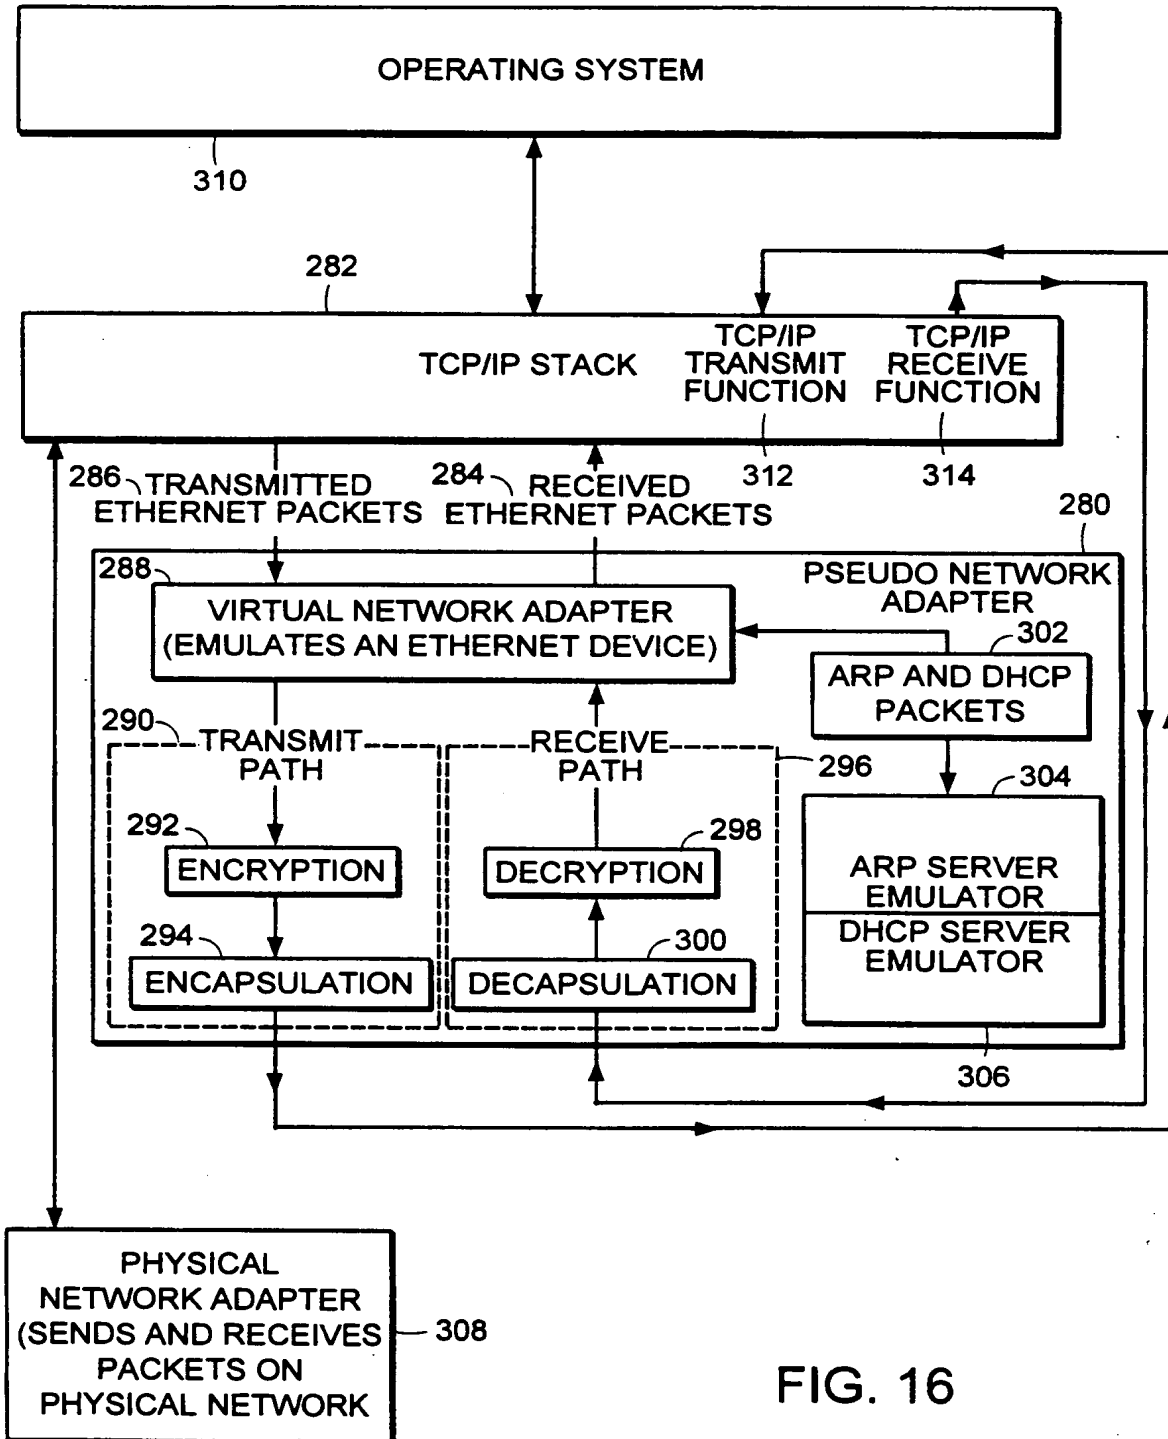 OPERATING SYSTEM
310
282
TCP/IP STACK
TCP/IP
TRANSMIT
FUNCTION
TCP/IP
RECEIVE
FUNCTION
312
314
286
TRANSMITTED
ETHERNET PACKETS
284
RECEIVED
ETHERNET PACKETS
280
288
PSEUDO NETWORK
ADAPTER
VIRTUAL NETWORK ADAPTER
(EMULATES AN ETHERNET DEVICE)
302
ARP AND DHCP
PACKETS
290
TRANSMIT
PATH
RECEIVE
PATH
296
304
292
ENCRYPTION
298
DECRYPTION
ARP SERVER
EMULATOR
294
ENCAPSULATION
300
DECAPSULATION
DHCP SERVER
EMULATOR
306
PHYSICAL
NETWORK ADAPTER
(SENDS AND RECEIVES
PACKETS ON
PHYSICAL NETWORK
308
FIG. 16